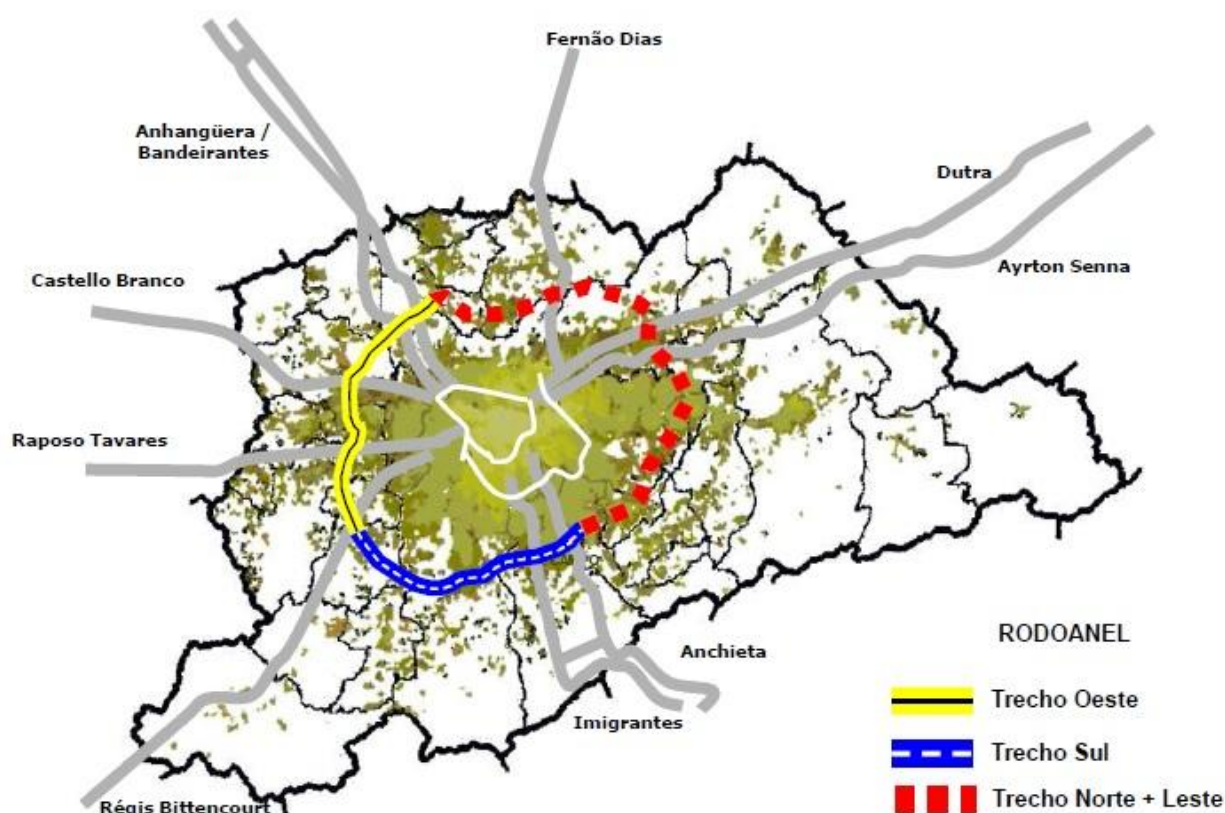 Fernão Dias
Anhangüera /
Bandeirantes
Dutra
Castello Branco
Ayrton Senna
Raposo Tavares
Anchieta
Imigrantes
Régis Bittencourt
RODOANEL
Trecho Oeste
Trecho Sul
Trecho Norte + Leste